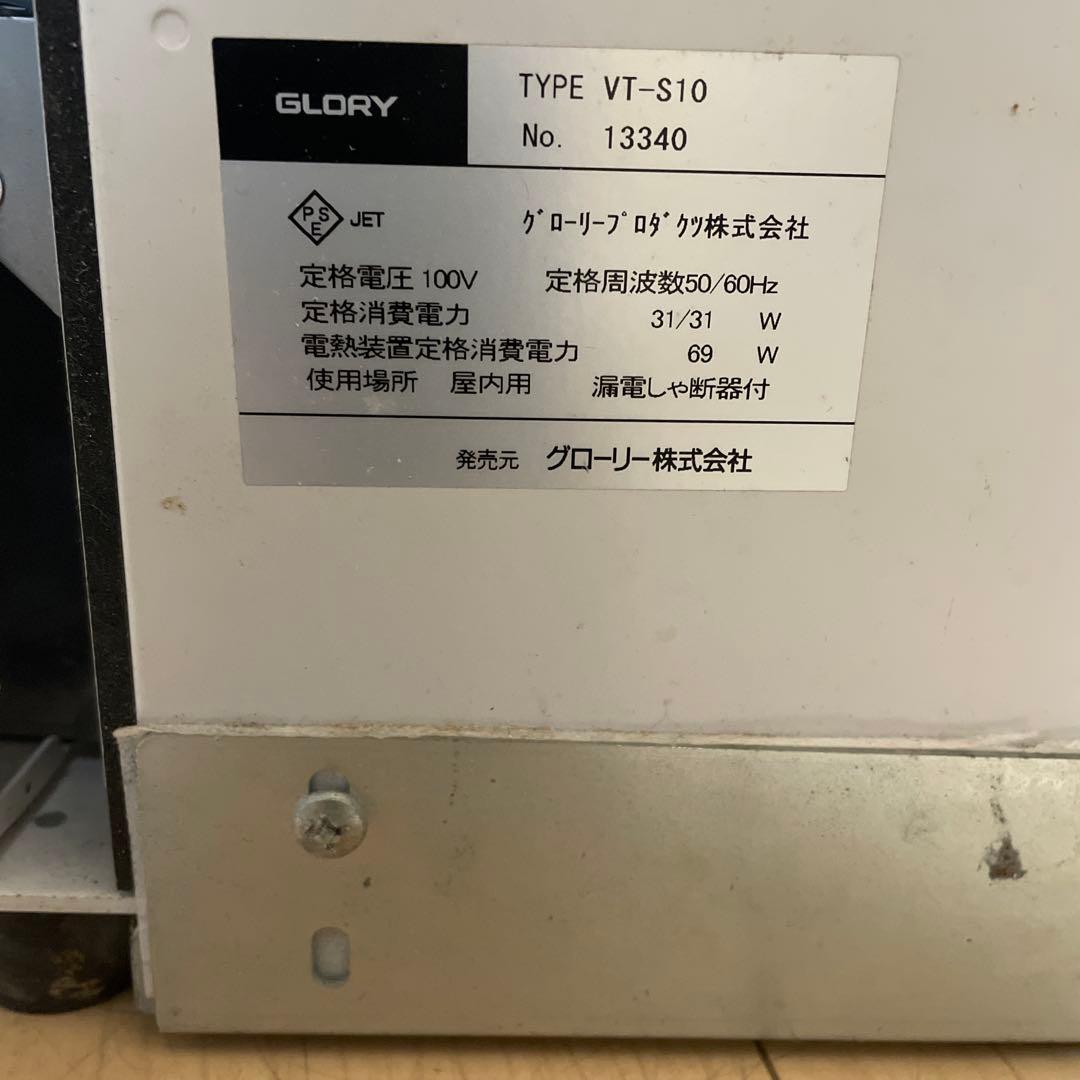 GLORY
TYPE VT-S10
No. 13340
PSE JET
ｸﾞﾛｰﾘｰﾌﾟﾛﾀﾞｸﾂ株式会社
定格電圧 100V 定格周波数50/60Hz
定格消費電力 31/31 W
電熱装置定格消費電力 69 W
使用場所 屋内用 漏電しゃ断器付
発売元 グローリー株式会社